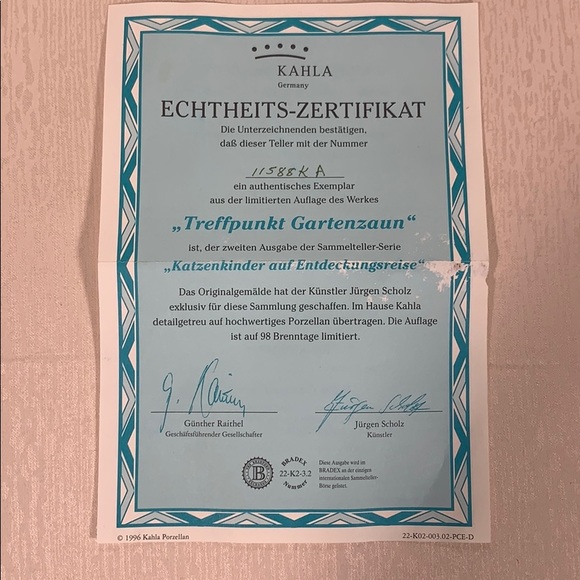 KAHLA
Germany
ECHTHEITS-ZERTIFIKAT
Die Unterzeichnenden bestätigen,
daß dieser Teller mit der Nummer
11588KA
ein authentisches Exemplar
aus der limitierten Auflage des Werkes
„Treffpunkt Gartenzaun“
ist, der zweiten Ausgabe der Sammelteller-Serie
„Katzenkinder auf Entdeckungsreise“
Das Originalgemälde hat der Künstler Jürgen Scholz
exklusiv für diese Sammlung geschaffen. Im Hause Kahla
detailgetreu auf hochwertiges Porzellan übertragen. Die Auflage
ist auf 98 Brenntage limitiert.
Jürgen Scholz
Günther Raithel
Geschäftsführender Gesellschafter
Jürgen Scholz
Künstler
B
BRADEX
22-K2-3.2
Nummer
Diese Ausgabe wird im
BRADEX an der einzigen
internationalen Sammelteller-
Börse gelistet.
© 1996 Kahla Porzellan
22-K02-003.02-PCE-D